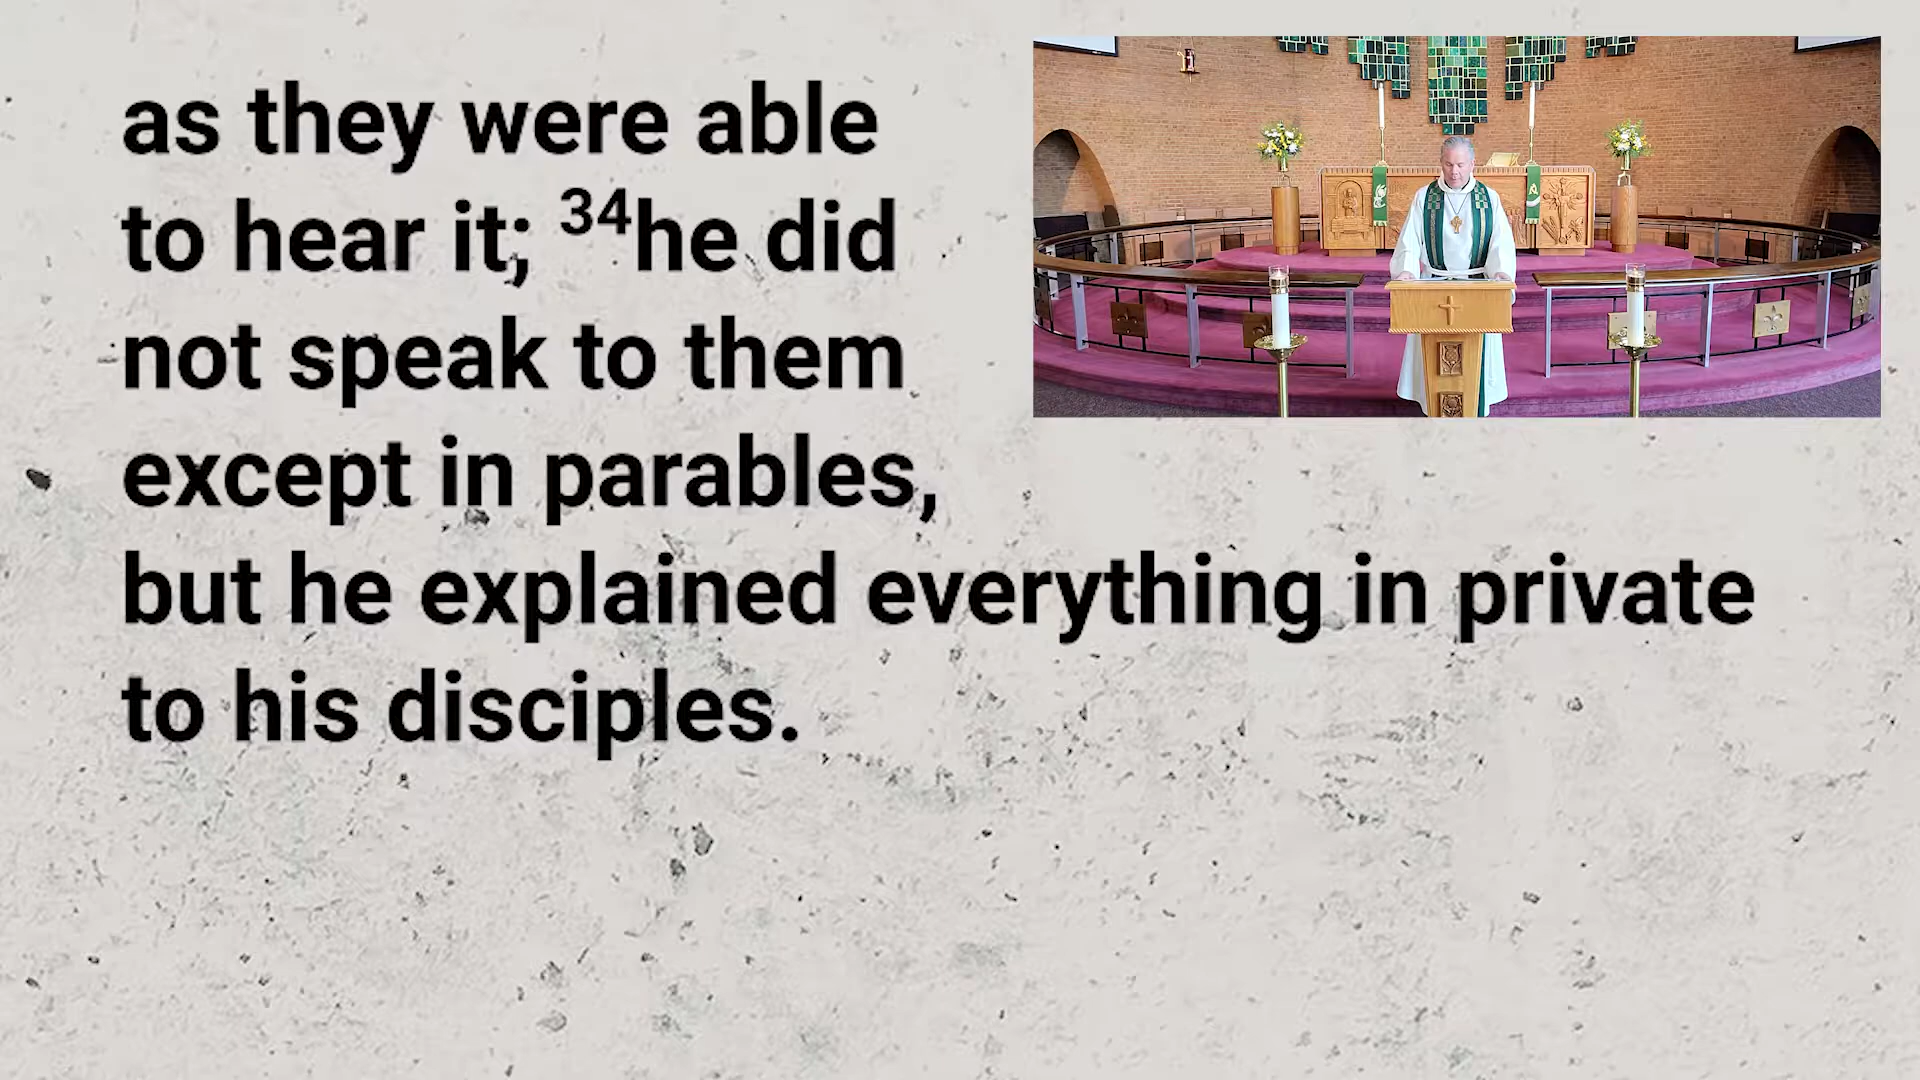 as they were able
to hear it; ³⁴he did
not speak to them
except in parables,
but he explained everything in private
to his disciples.